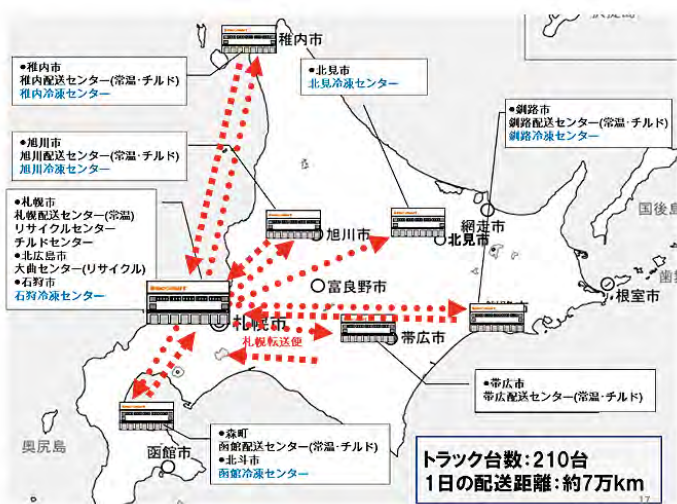 ●稚内市
稚内配送センター(常温・チルド)
稚内冷凍センター
稚内市
●北見市
北見冷凍センター
●釧路市
釧路配送センター(常温・チルド)
釧路冷凍センター
●旭川市
旭川配送センター(常温・チルド)
旭川冷凍センター
●札幌市
札幌配送センター(常温)
リサイクルセンター
チルドセンター
●北広島市
大曲センター(リサイクル)
●石狩市
石狩冷凍センター
旭川市
網走市
北見市
国後島
富良野市
根室市
札幌市
札幌転送便
帯広市
●帯広市
帯広配送センター(常温・チルド)
奥尻島
函館市
●森町
函館配送センター(常温・チルド)
●北斗市
函館冷凍センター
トラック台数:210台
1日の配送距離:約7万km
17